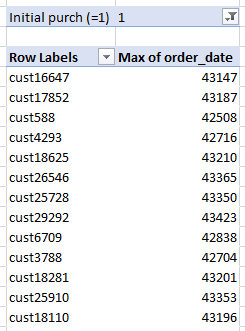 Initial purch (=1) 1
Row Labels Max of order_date
cust16647 43147
cust17852 43187
cust588 42508
cust4293 42716
cust18625 43210
cust26546 43365
cust25728 43350
cust29292 43423
cust6709 42838
cust3788 42704
cust18281 43201
cust25910 43353
cust18110 43196